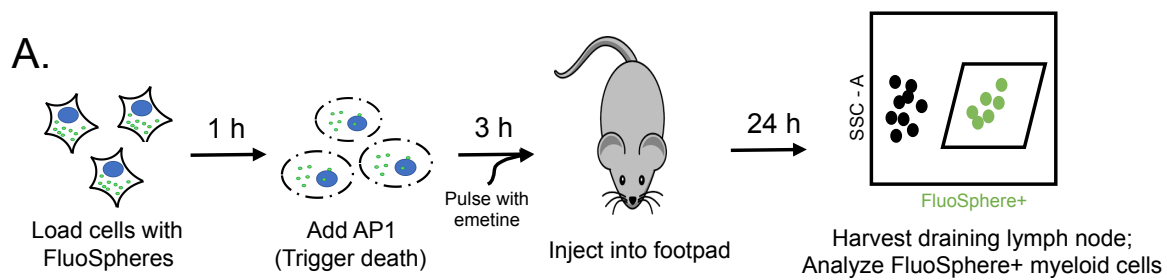 A.
1 h
3 h
24 h
SSC - A
Pulse with
emetine
FluoSphere+
Load cells with
FluoSpheres
Add AP1
(Trigger death)
Inject into footpad
Harvest draining lymph node;
Analyze FluoSphere+ myeloid cells